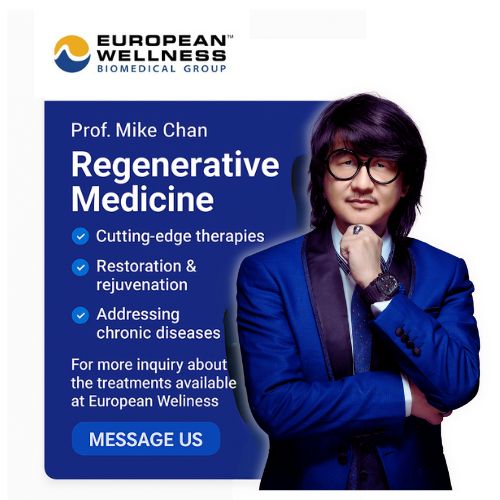 EUROPEAN™
WELLNESS
BIOMEDICAL GROUP
Prof. Mike Chan
Regenerative
Medicine
Cutting-edge therapies
Restoration &
rejuvenation
Addressing
chronic diseases
For more inquiry about
the treatments available
at European Weliness
MESSAGE US